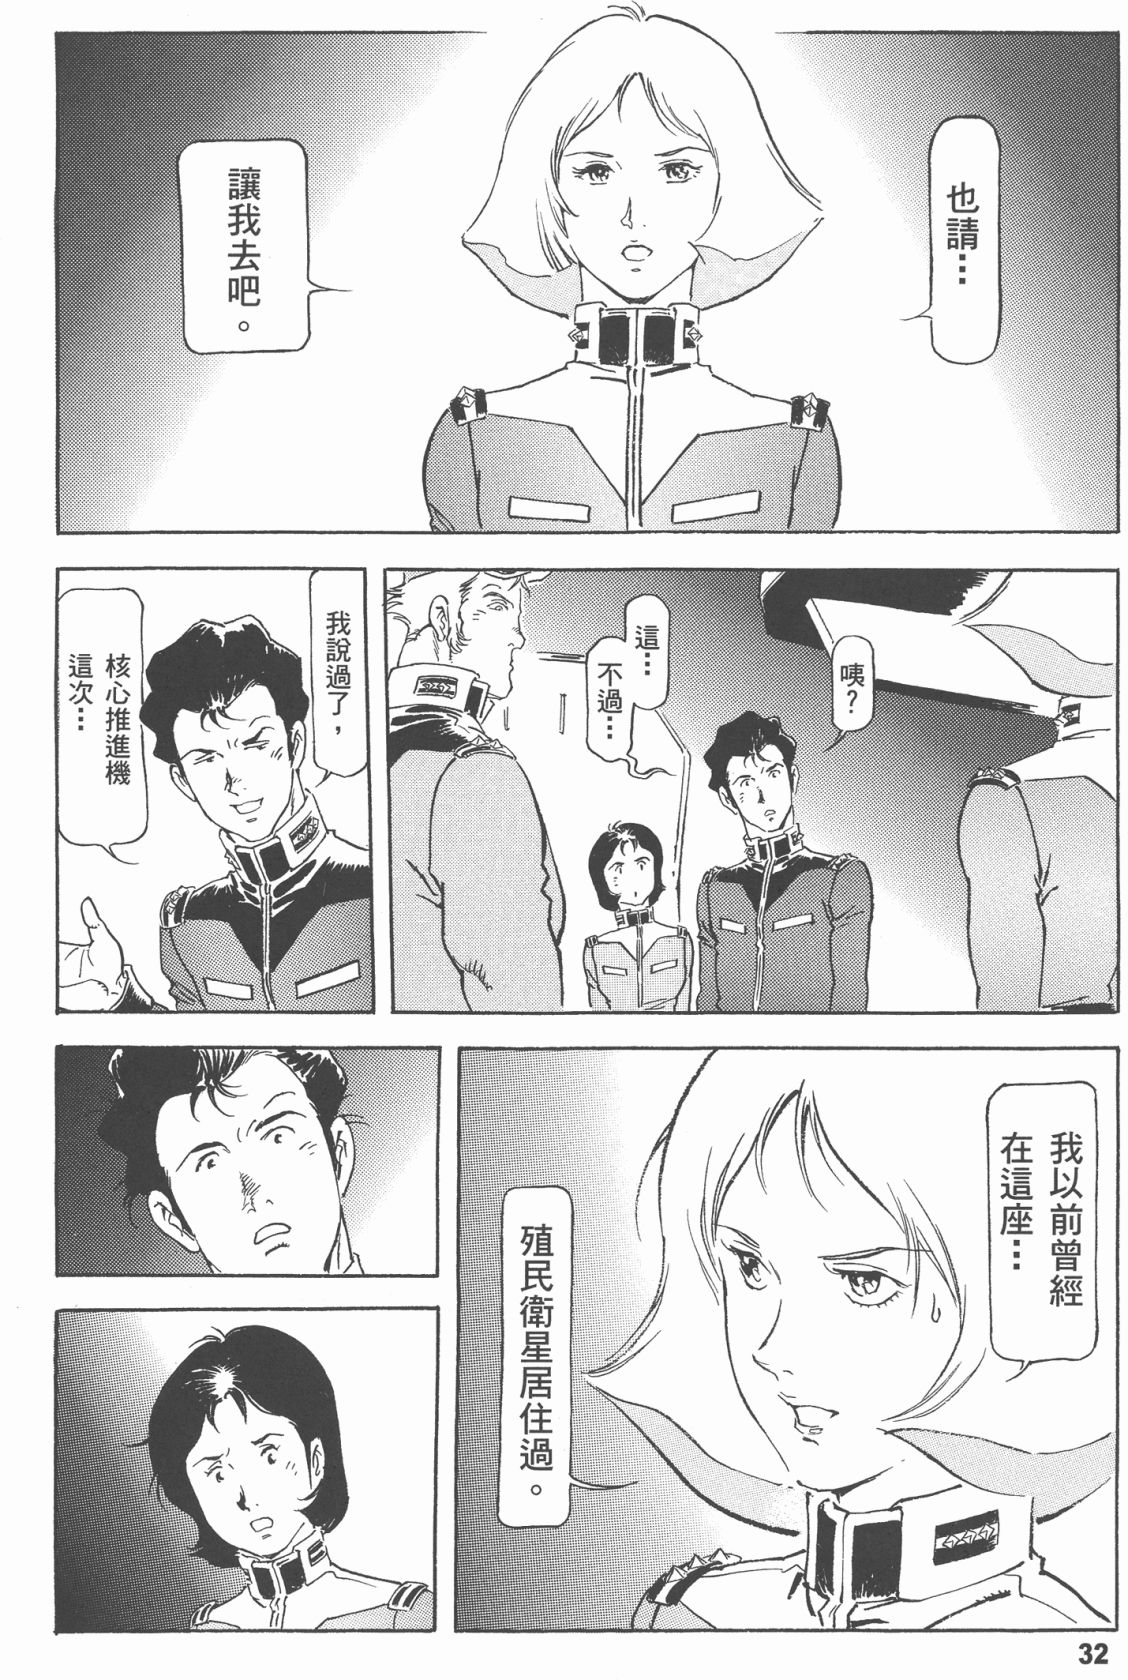 也請…
讓我去吧。
咦？
這…
不過…
我說過了，
核心推進機
這次…
我以前曾經
在這座…
殖民衛星居住過。
32